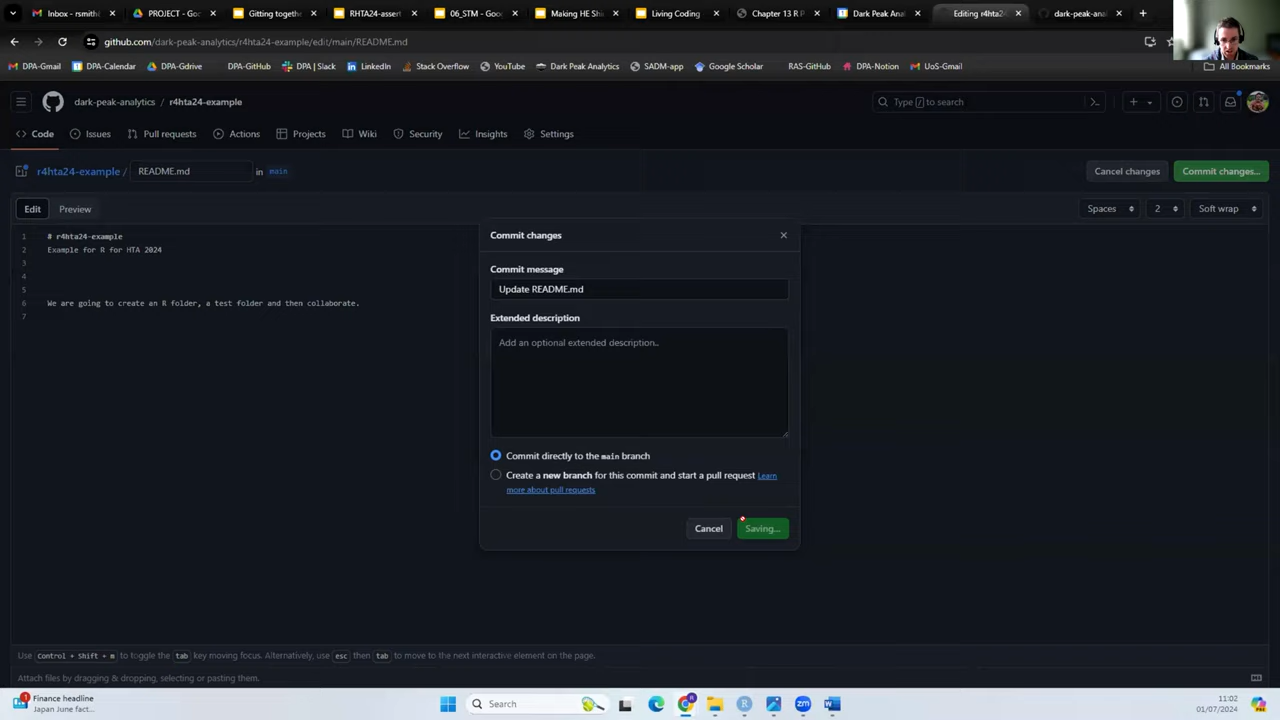 Inbox - rsmith(
PROJECT - Goo
Gitting togeth
RHTA24-assert
06_STM - Goog
Making HE Shi
Living Coding
Chapter 13 R P
Dark Peak Anal
Editing r4hta24
dark-peak-anal
github.com/dark-peak-analytics/r4hta24-example/edit/main/README.md
DPA-Gmail
DPA-Calendar
DPA-Gdrive
DPA-GitHub
DPA | Slack
LinkedIn
Stack Overflow
YouTube
Dark Peak Analytics
SADM-app
Google Scholar
FAS-GitHub
DPA-Notion
UoS-Gmail
All Bookmarks
dark-peak-analytics / r4hta24-example
Type / to search
Code
Issues
Pull requests
Actions
Projects
Wiki
Security
Insights
Settings
r4hta24-example / README.md in main
Cancel changes
Commit changes...
Edit
Preview
Spaces
2
Soft wrap
1 # r4hta24-example
2 Example for R for HTA 2024
3
4
5
6 We are going to create an R folder, a test folder and then collaborate.
7
Commit changes
Commit message
Update README.md
Extended description
Add an optional extended description..
Commit directly to the main branch
Create a new branch for this commit and start a pull request Learn
more about pull requests
Cancel
Saving...
Use Control + Shift + m to toggle the tab key moving focus. Alternatively, use esc then tab to move to the next interactive element on the page.
Attach files by dragging & dropping, selecting or pasting them.
1
Finance headline
Japan June fact...
Search
11:02
01/07/2024